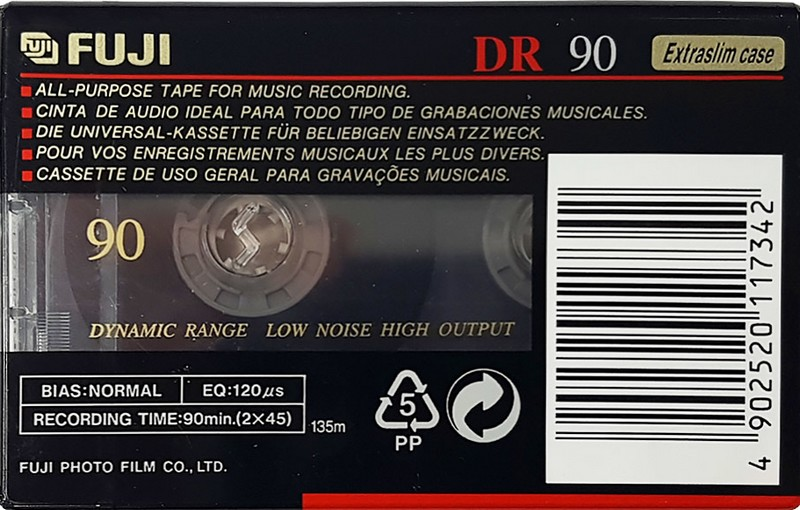 FUJI FUJI DR 90 Extraslim case
ALL-PURPOSE TAPE FOR MUSIC RECORDING.
CINTA DE AUDIO IDEAL PARA TODO TIPO DE GRABACIONES MUSICALES.
DIE UNIVERSAL-KASSETTE FÜR BELIEBIGEN EINSATZZWECK.
POUR VOS ENREGISTREMENTS MUSICAUX LES PLUS DIVERS.
CASSETTE DE USO GERAL PARA GRAVAÇÕES MUSICAIS.
90
DYNAMIC RANGE LOW NOISE HIGH OUTPUT
BIAS:NORMAL EQ:120μs
RECORDING TIME:90min.(2×45) 135m
5
PP
FUJI PHOTO FILM CO., LTD.
4 902520 117342